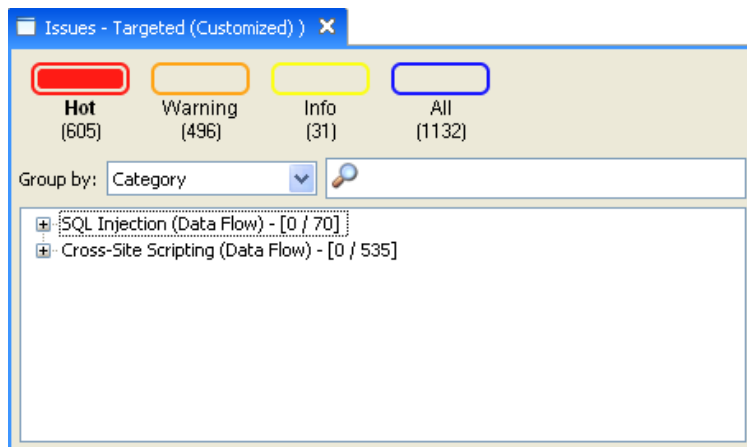 Issues - Targeted (Customized) )
Hot Warning Info All
(605) (496) (31) (1132)
Group by: Category
SQL Injection (Data Flow) - [0 / 70]
Cross-Site Scripting (Data Flow) - [0 / 535]